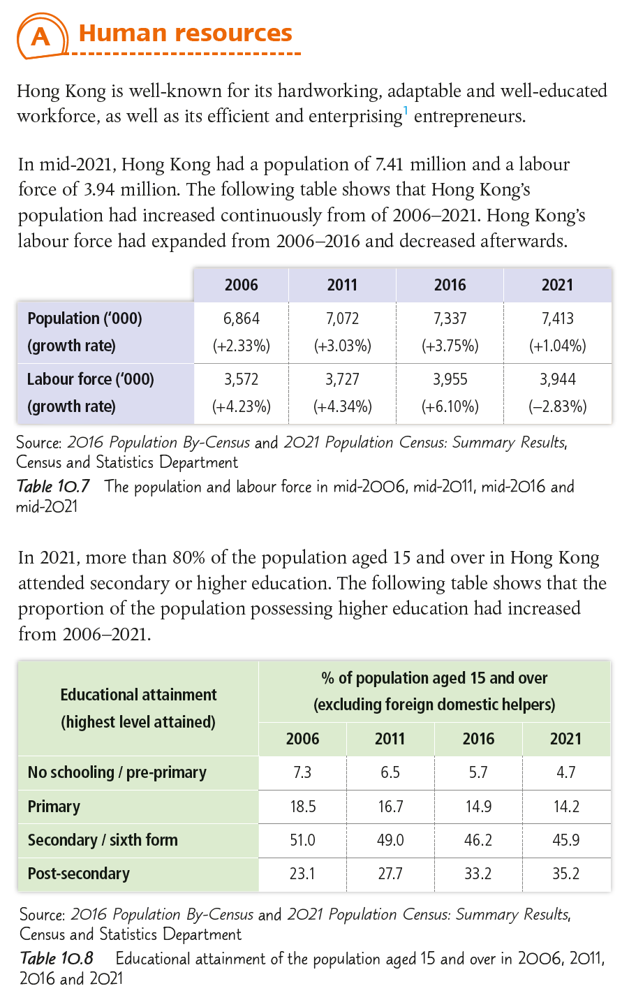 A Human resources
Hong Kong is well-known for its hardworking, adaptable and well-educated
workforce, as well as its efficient and enterprising1 entrepreneurs.
In mid-2021, Hong Kong had a population of 7.41 million and a labour
force of 3.94 million. The following table shows that Hong Kong’s
population had increased continuously from of 2006–2021. Hong Kong’s
labour force had expanded from 2006–2016 and decreased afterwards.
2006 2011 2016 2021
Population (‘000) 6,864 7,072 7,337 7,413
(growth rate) (+2.33%) (+3.03%) (+3.75%) (+1.04%)
Labour force (‘000) 3,572 3,727 3,955 3,944
(growth rate) (+4.23%) (+4.34%) (+6.10%) (–2.83%)
Source: 2016 Population By-Census and 2021 Population Census: Summary Results,
Census and Statistics Department
Table 10.7 The population and labour force in mid-2006, mid-2011, mid-2016 and
mid-2021
In 2021, more than 80% of the population aged 15 and over in Hong Kong
attended secondary or higher education. The following table shows that the
proportion of the population possessing higher education had increased
from 2006–2021.
Educational attainment
(highest level attained)
% of population aged 15 and over
(excluding foreign domestic helpers)
2006 2011 2016 2021
No schooling / pre-primary 7.3 6.5 5.7 4.7
Primary 18.5 16.7 14.9 14.2
Secondary / sixth form 51.0 49.0 46.2 45.9
Post-secondary 23.1 27.7 33.2 35.2
Source: 2016 Population By-Census and 2021 Population Census: Summary Results,
Census and Statistics Department
Table 10.8 Educational attainment of the population aged 15 and over in 2006, 2011,
2016 and 2021